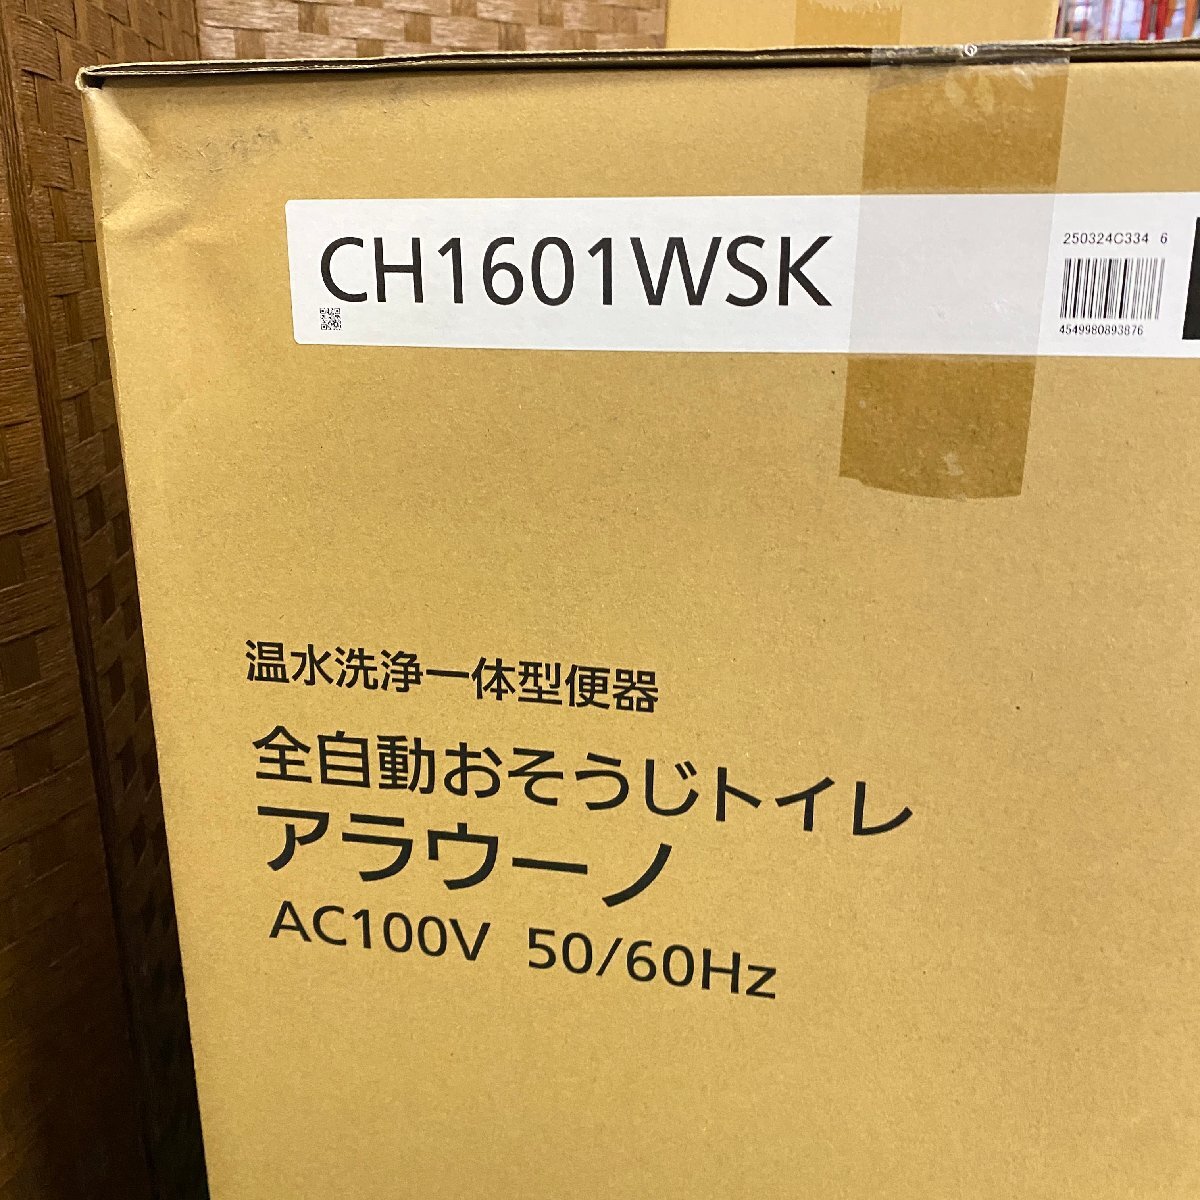 CH1601WSK
250324C334 6
4549980893876
温水洗浄一体型便器
全自動おそうじトイレ
アラウーノ
AC100V 50/60Hz